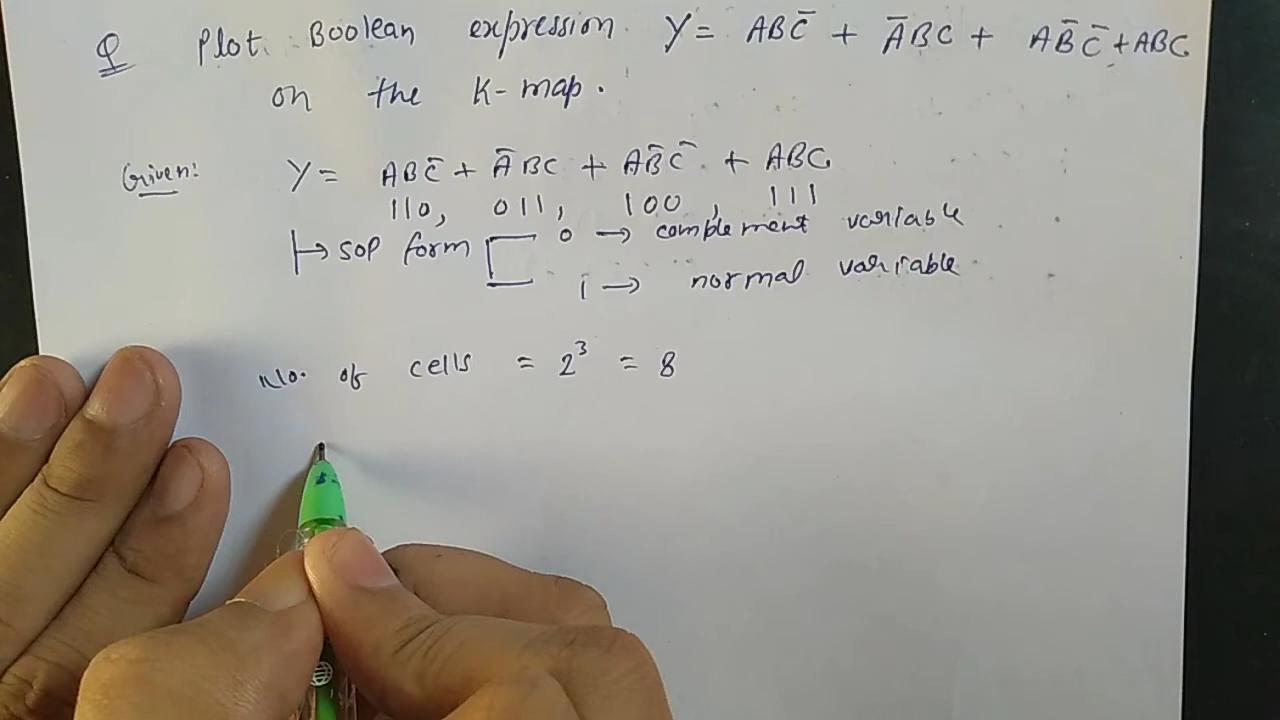 Q Plot Boolean expression Y = ABC̄ + ĀBC + AB̄C̄ + ABC
on the K-map.
Given: Y = ABC̄ + ĀBC + AB̄C̄ + ABC
110, 011, 100, 111
↦ SOP form 0 → complement variable
1 → normal variable
No. of cells = 2³ = 8